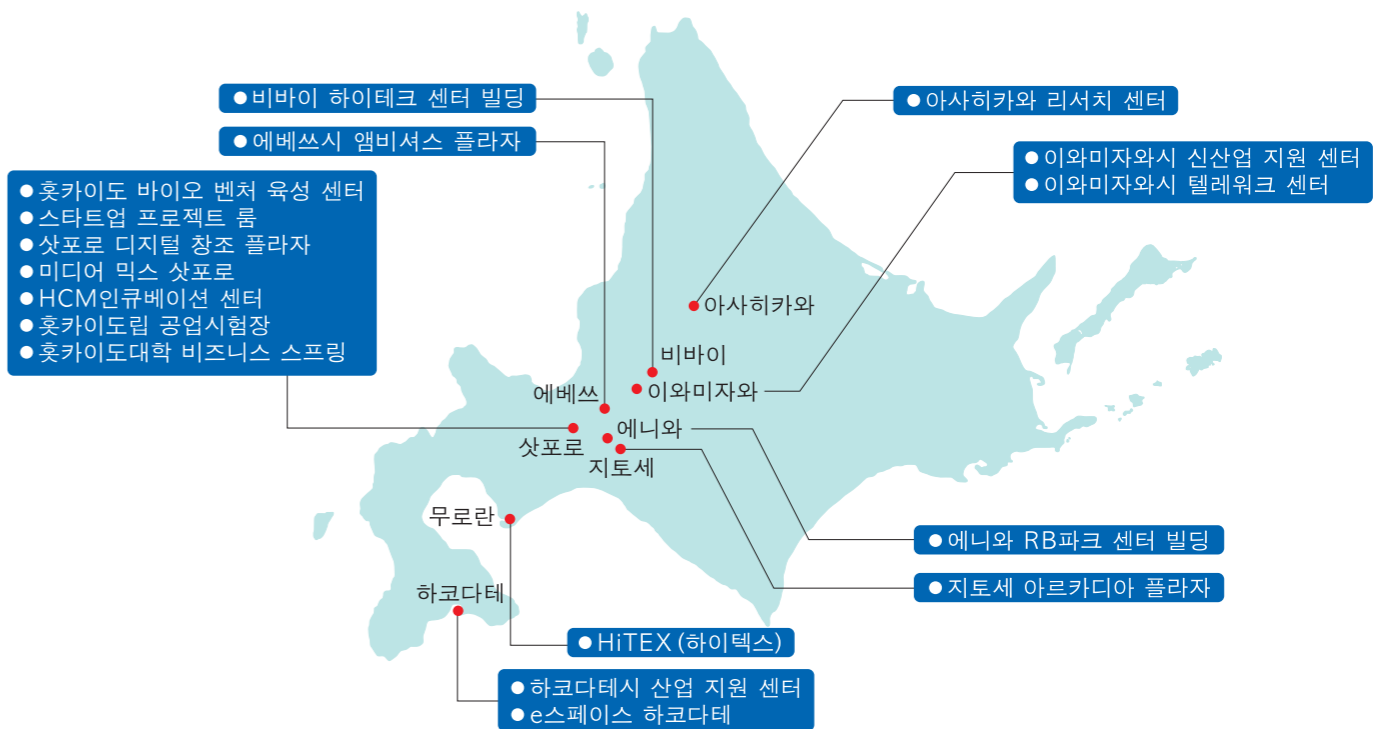 ●비바이 하이테크 센터 빌딩
●에베쓰시 앰비셔스 플라자
●홋카이도 바이오 벤처 육성 센터
●스타트업 프로젝트 룸
●삿포로 디지털 창조 플라자
●미디어 믹스 삿포로
●HCM인큐베이션 센터
●홋카이도립 공업시험장
●홋카이도대학 비즈니스 스프링
●아사히카와 리서치 센터
●이와미자와시 신산업 지원 센터
●이와미자와시 텔레워크 센터
아사히카와
비바이
이와미자와
에베쓰
에니와
삿포로
지토세
무로란
하코다테
●에니와 RB파크 센터 빌딩
●지토세 아르카디아 플라자
●HiTEX (하이텍스)
●하코다테시 산업 지원 센터
●e스페이스 하코다테